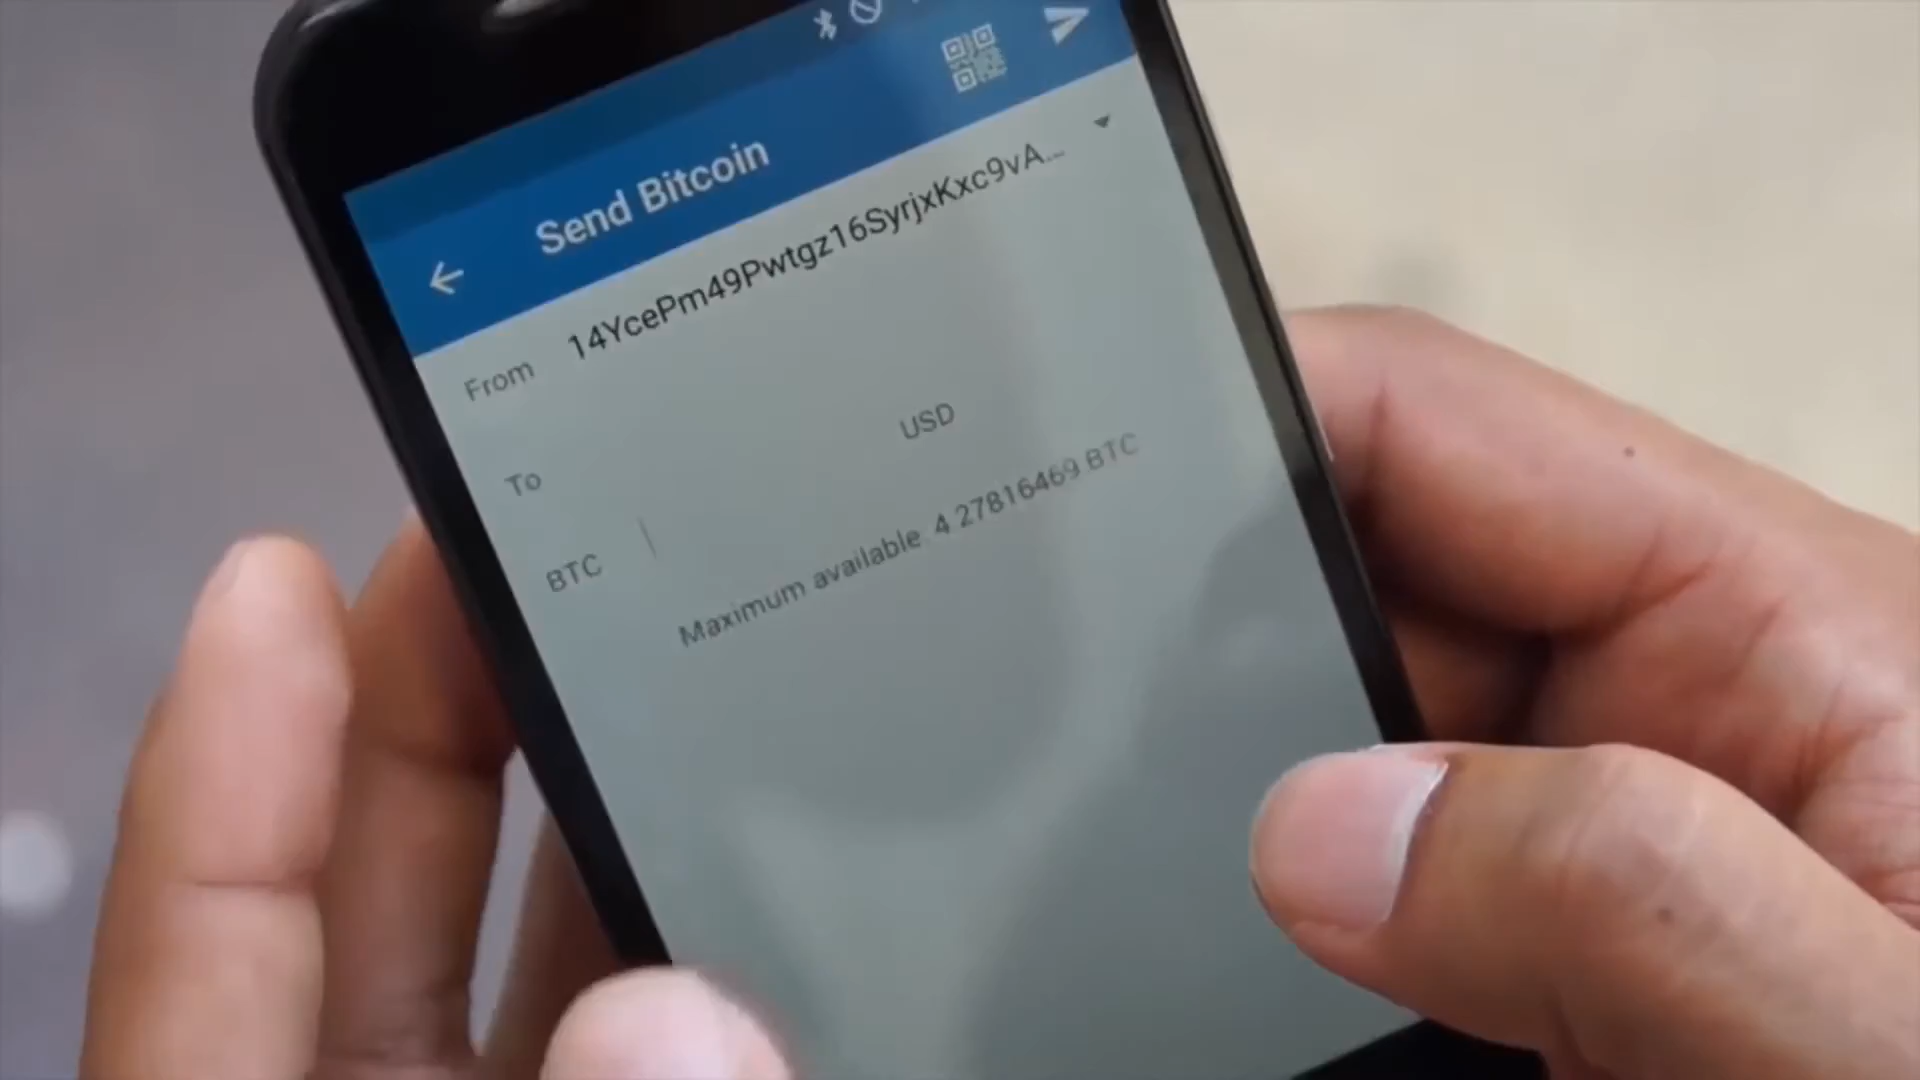 Send Bitcoin
From 14YcePm49Pwtgz16SyrjxKxc9vA...
To
BTC USD
Maximum available: 4.27816469 BTC